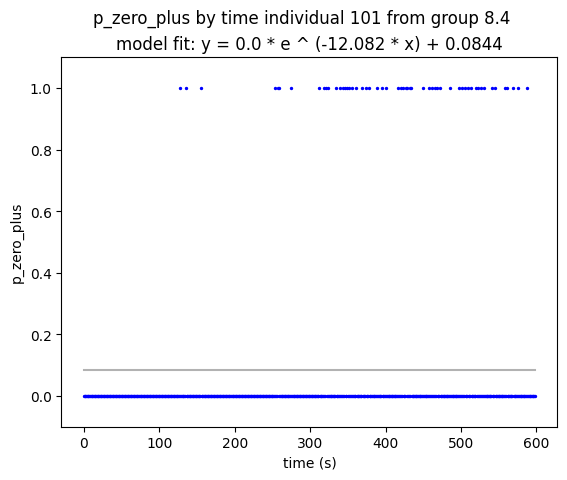 p_zero_plus by time individual 101 from group 8.4
model fit: y = 0.0 * e ^ (-12.082 * x) + 0.0844
1.0
0.8
0.6
0.4
0.2
0.0
p_zero_plus
0 100 200 300 400 500 600
time (s)